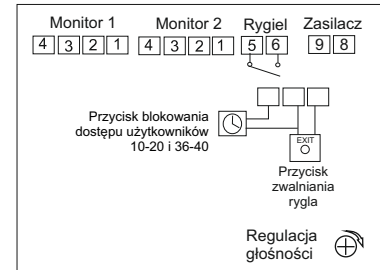 Monitor 1 Monitor 2 Rygiel Zasilacz
4 3 2 1 4 3 2 1 5 6 9 8
Przycisk blokowania
dostępu użytkowników
10-20 i 36-40
EXIT
Przycisk
zwalniania
rygla
Regulacja
głośności